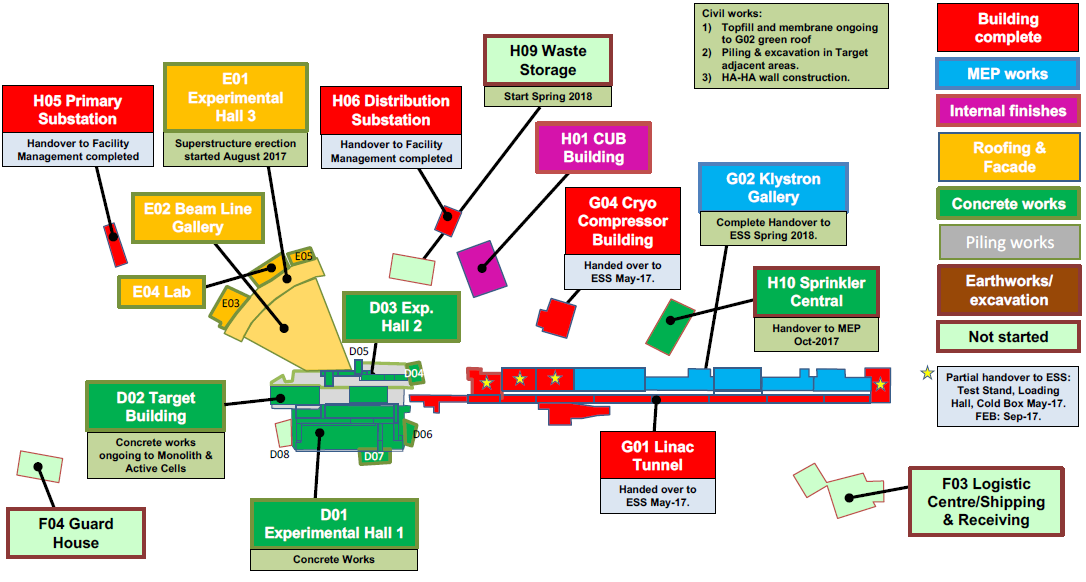 Civil works:
1) Topfill and membrane ongoing
to G02 green roof
2) Piling & excavation in Target
adjacent areas.
3) HA-HA wall construction.
Building
complete
MEP works
Internal finishes
Roofing &
Facade
Concrete works
Piling works
Earthworks/
excavation
Not started
Partial handover to ESS:
Test Stand, Loading
Hall, Cold Box May-17.
FEB: Sep-17.
H09 Waste
Storage
Start Spring 2018
E01
Experimental
Hall 3
Superstructure erection
started August 2017
H05 Primary
Substation
Handover to Facility
Management completed
H06 Distribution
Substation
Handover to Facility
Management completed
H01 CUB
Building
G02 Klystron
Gallery
Complete Handover to
ESS Spring 2018.
G04 Cryo
Compressor
Building
Handed over to
ESS May-17.
E02 Beam Line
Gallery
E05
E04 Lab
E03
H10 Sprinkler
Central
Handover to MEP
Oct-2017
D03 Exp.
Hall 2
D05
D04
D02 Target
Building
Concrete works
ongoing to Monolith &
Active Cells
D06
D08
D07
G01 Linac
Tunnel
Handed over to
ESS May-17.
F03 Logistic
Centre/Shipping
& Receiving
F04 Guard
House
D01
Experimental Hall 1
Concrete Works